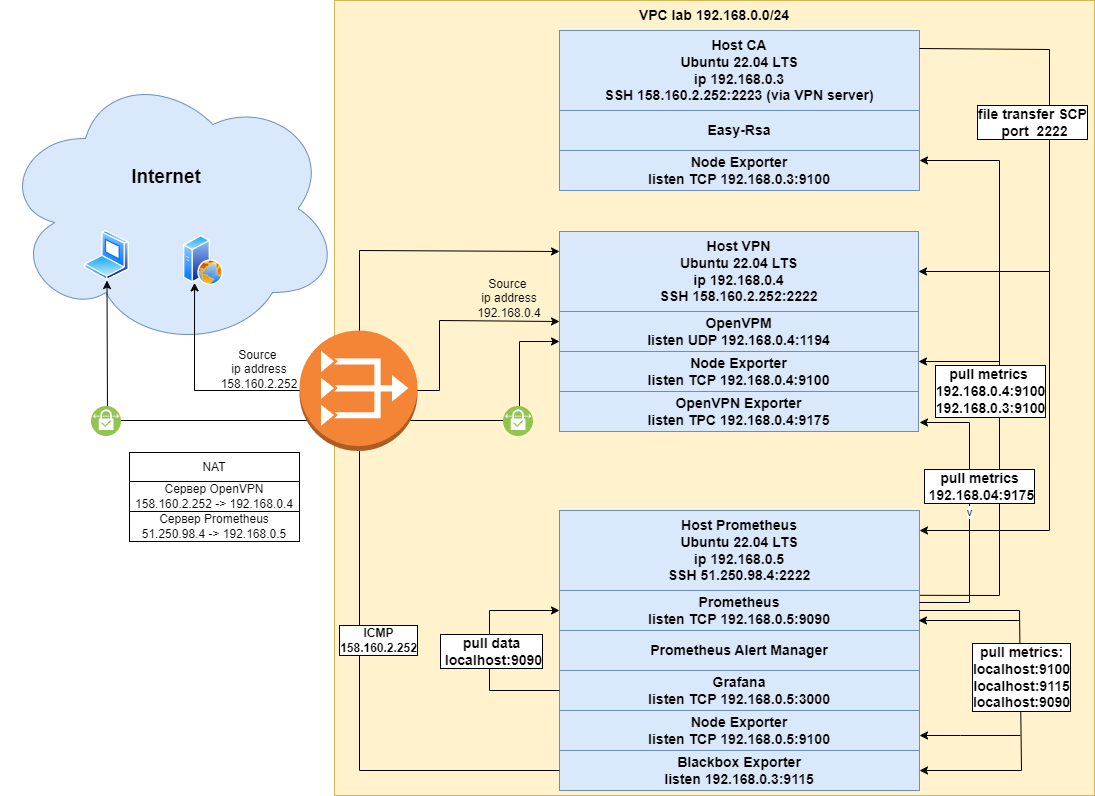 VPC lab 192.168.0.0/24
Host CA
Ubuntu 22.04 LTS
ip 192.168.0.3
SSH 158.160.2.252:2223 (via VPN server)
Easy-Rsa
Node Exporter
listen TCP 192.168.0.3:9100
file transfer SCP
port 2222
Internet
Host VPN
Ubuntu 22.04 LTS
ip 192.168.0.4
SSH 158.160.2.252:2222
OpenVPM
listen UDP 192.168.0.4:1194
Node Exporter
listen TCP 192.168.0.4:9100
OpenVPN Exporter
listen TPC 192.168.0.4:9175
Source
ip address
192.168.0.4
Source
ip address
158.160.2.252
pull metrics
192.168.0.4:9100
192.168.0.3:9100
pull metrics
192.168.04:9175
v
NAT
Сервер OpenVPN
158.160.2.252 -> 192.168.0.4
Сервер Prometheus
51.250.98.4 -> 192.168.0.5
Host Prometheus
Ubuntu 22.04 LTS
ip 192.168.0.5
SSH 51.250.98.4:2222
Prometheus
listen TCP 192.168.0.5:9090
Prometheus Alert Manager
Grafana
listen TCP 192.168.0.5:3000
Node Exporter
listen TCP 192.168.0.5:9100
Blackbox Exporter
listen 192.168.0.3:9115
ICMP
158.160.2.252
pull data
localhost:9090
pull metrics:
localhost:9100
localhost:9115
localhost:9090